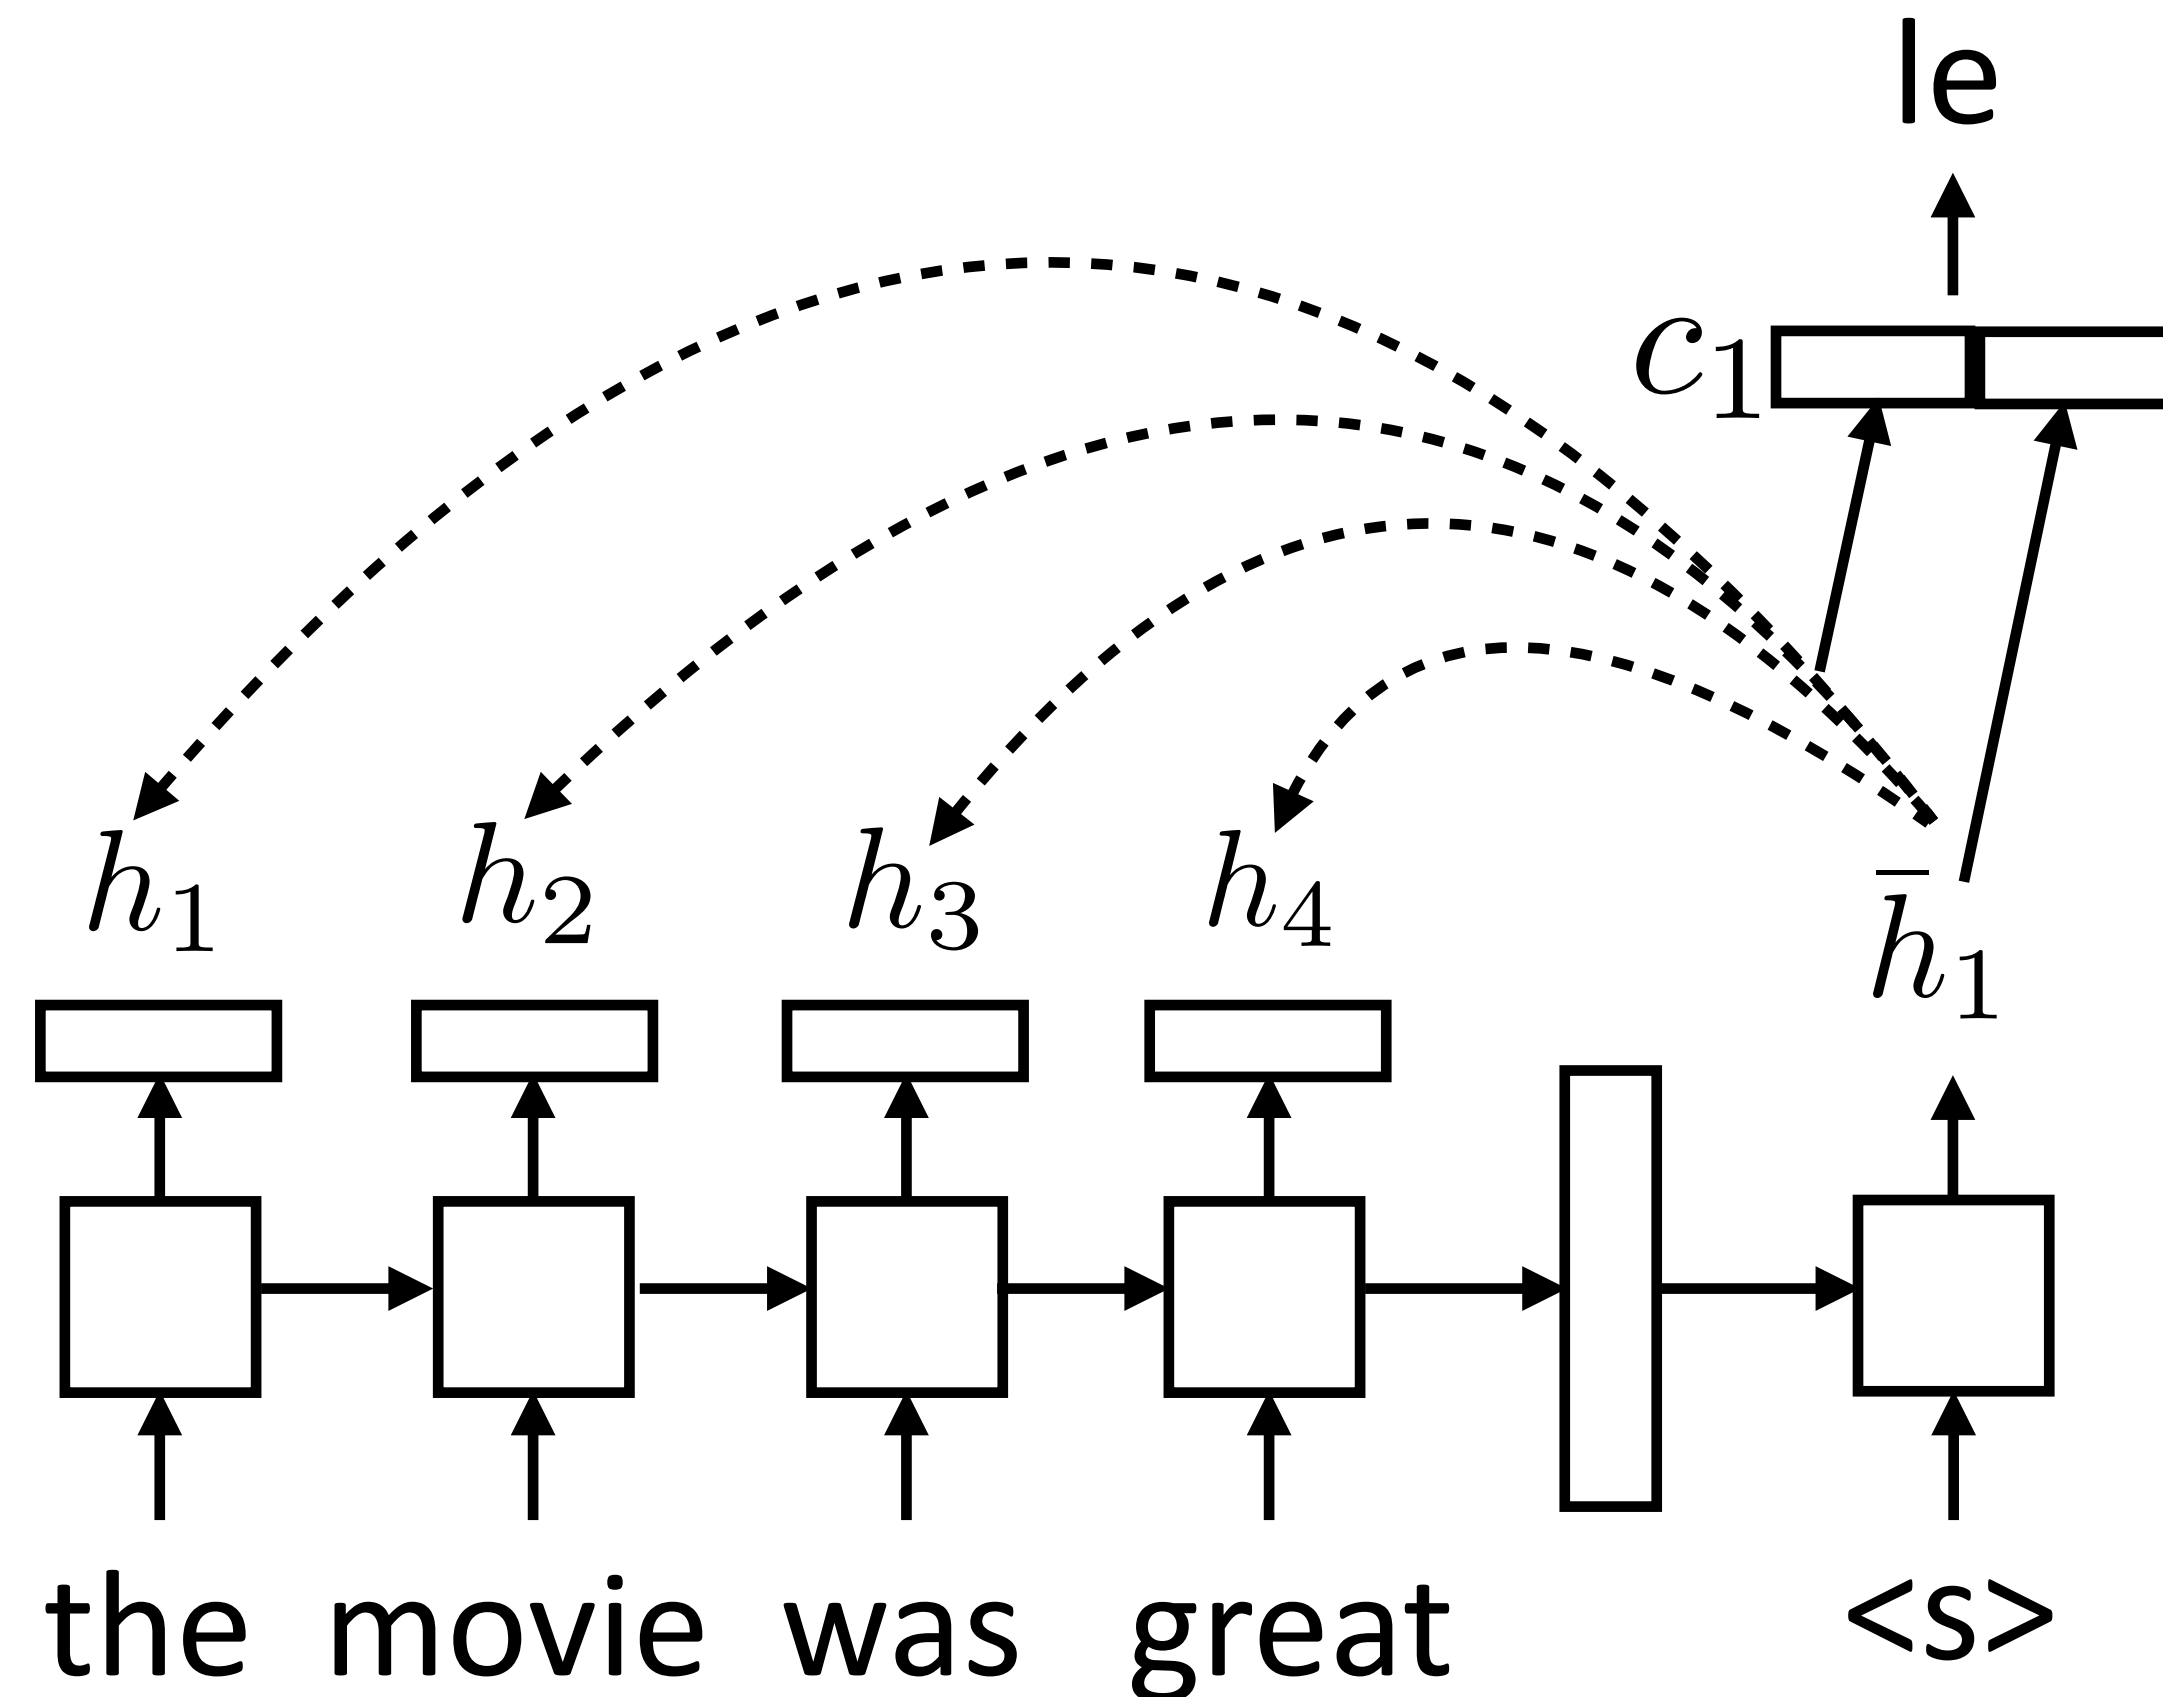 le
c₁
h₁ h₂ h₃ h₄ h̄₁
the movie was great <s>